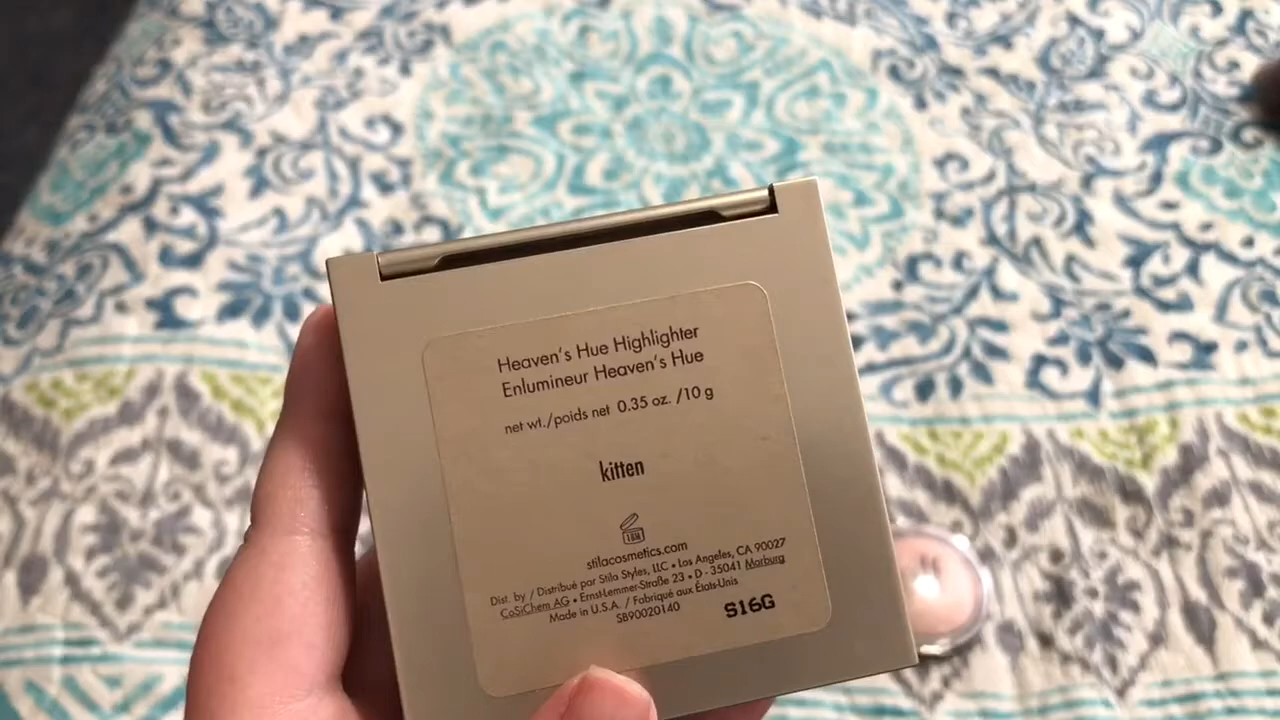 Heaven's Hue Highlighter
Enlumineur Heaven's Hue
net wt./poids net 0.35 oz. /10 g
kitten
18M
stilacosmetics.com
Dist. by / Distribué par Stila Styles, LLC • Los Angeles, CA 90027
CoSiChem AG • Ernst-Lemmer-Straße 23 • D - 35041 Marburg
Made in U.S.A. / Fabriqué aux États-Unis
SB90020140
S16G